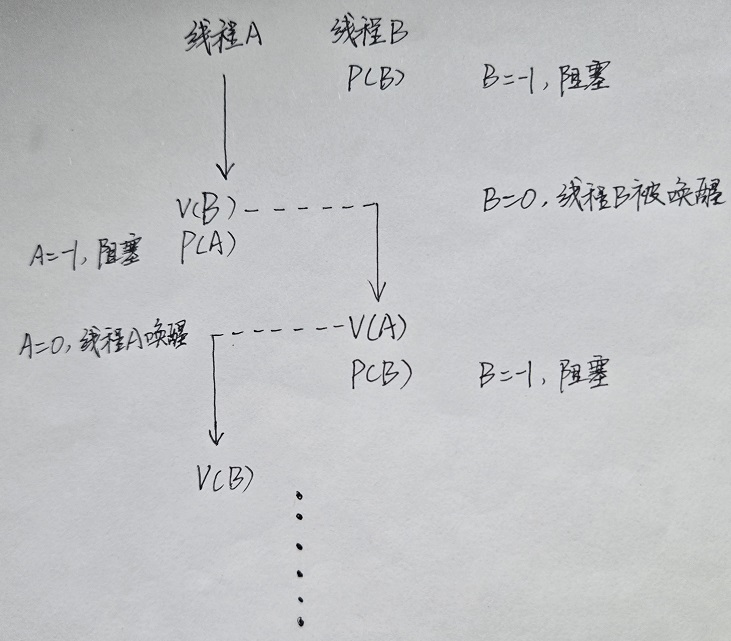 线程A 线程B
P(B) B=-1,阻塞
V(B) B=0,线程B被唤醒
A=-1,阻塞 P(A)
A=0,线程A唤醒 V(A)
P(B) B=-1,阻塞
V(B)